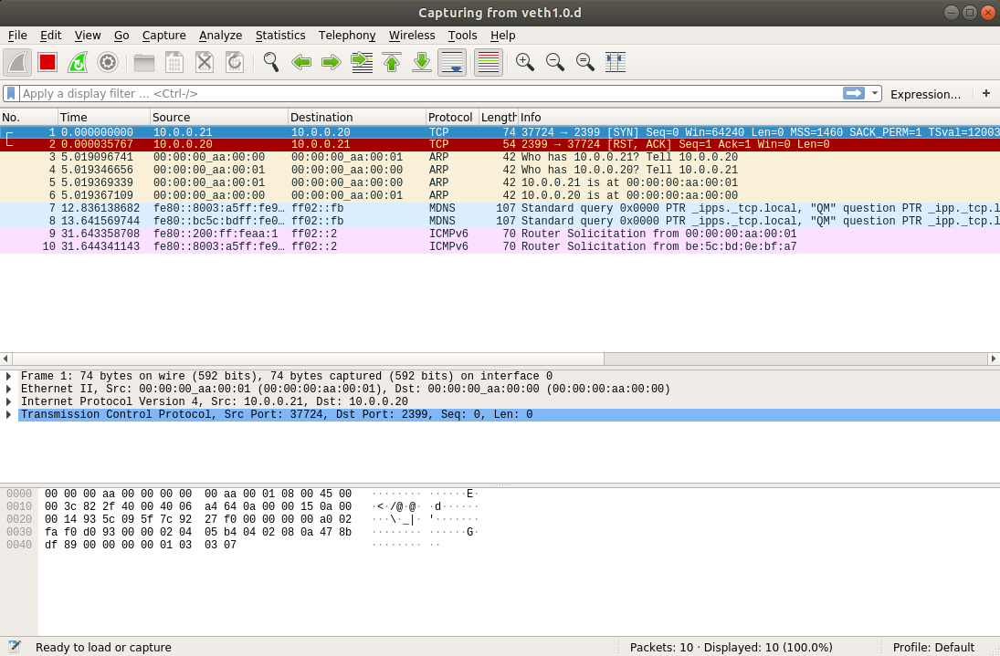 Capturing from veth1.0.d
File Edit View Go Capture Analyze Statistics Telephony Wireless Tools Help
Apply a display filter ... <Ctrl-/> Expression... +
No. Time Source Destination Protocol Length Info
1 0.000000000 10.0.0.21 10.0.0.20 TCP 74 37724 → 2399 [SYN] Seq=0 Win=64240 Len=0 MSS=1460 SACK_PERM=1 TSval=12003
2 0.000035767 10.0.0.20 10.0.0.21 TCP 54 2399 → 37724 [RST, ACK] Seq=1 Ack=1 Win=0 Len=0
3 5.019096741 00:00:00_aa:00:00 00:00:00_aa:00:01 ARP 42 Who has 10.0.0.21? Tell 10.0.0.20
4 5.019346656 00:00:00_aa:00:01 00:00:00_aa:00:00 ARP 42 Who has 10.0.0.20? Tell 10.0.0.21
5 5.019369339 00:00:00_aa:00:01 00:00:00_aa:00:00 ARP 42 10.0.0.21 is at 00:00:00:aa:00:01
6 5.019367109 00:00:00_aa:00:00 00:00:00_aa:00:01 ARP 42 10.0.0.20 is at 00:00:00:aa:00:00
7 12.836138682 fe80::8003:a5ff:fe9… ff02::fb MDNS 107 Standard query 0x0000 PTR _ipps._tcp.local, "QM" question PTR _ipp.tcp.l
8 13.641569744 fe80::bc5c:bdff:fe0… ff02::fb MDNS 107 Standard query 0x0000 PTR _ipps._tcp.local, "QM" question PTR _ipp.tcp.l
9 31.643358708 fe80::200:ff:feaa:1 ff02::2 ICMPv6 70 Router Solicitation from 00:00:00:aa:00:01
10 31.644341143 fe80::8003:a5ff:fe9… ff02::2 ICMPv6 70 Router Solicitation from be:5c:bd:0e:bf:a7
Frame 1: 74 bytes on wire (592 bits), 74 bytes captured (592 bits) on interface 0
Ethernet II, Src: 00:00:00_aa:00:01 (00:00:00:aa:00:01), Dst: 00:00:00_aa:00:00 (00:00:00:aa:00:00)
Internet Protocol Version 4, Src: 10.0.0.21, Dst: 10.0.0.20
Transmission Control Protocol, Src Port: 37724, Dst Port: 2399, Seq: 0, Len: 0
0000 00 00 00 aa 00 00 00 00 00 aa 00 01 08 00 45 00 ········ ······E·
0010 00 3c 82 2f 40 00 40 06 a4 64 0a 00 00 15 0a 00 ·<·/@·@· ·d······
0020 00 14 93 5c 09 5f 7c 92 27 f0 00 00 00 00 a0 02 ···\·_|· '·······
0030 fa f0 d0 93 00 00 02 04 05 b4 04 02 08 0a 47 8b ········ ······G·
0040 df 89 00 00 00 00 01 03 03 07 ········ ··
Ready to load or capture Packets: 10 · Displayed: 10 (100.0%) Profile: Default